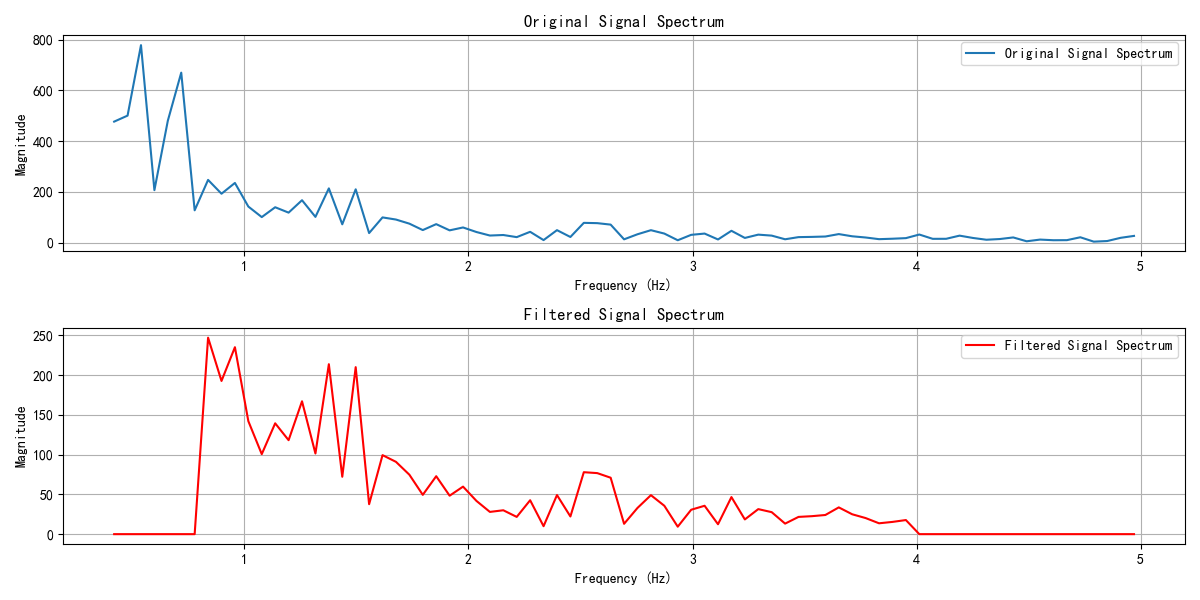 Original Signal Spectrum
800
600
400
200
0
Magnitude
Original Signal Spectrum
1
2
3
4
5
Frequency (Hz)
Filtered Signal Spectrum
250
200
150
100
50
0
Magnitude
Filtered Signal Spectrum
1
2
3
4
5
Frequency (Hz)